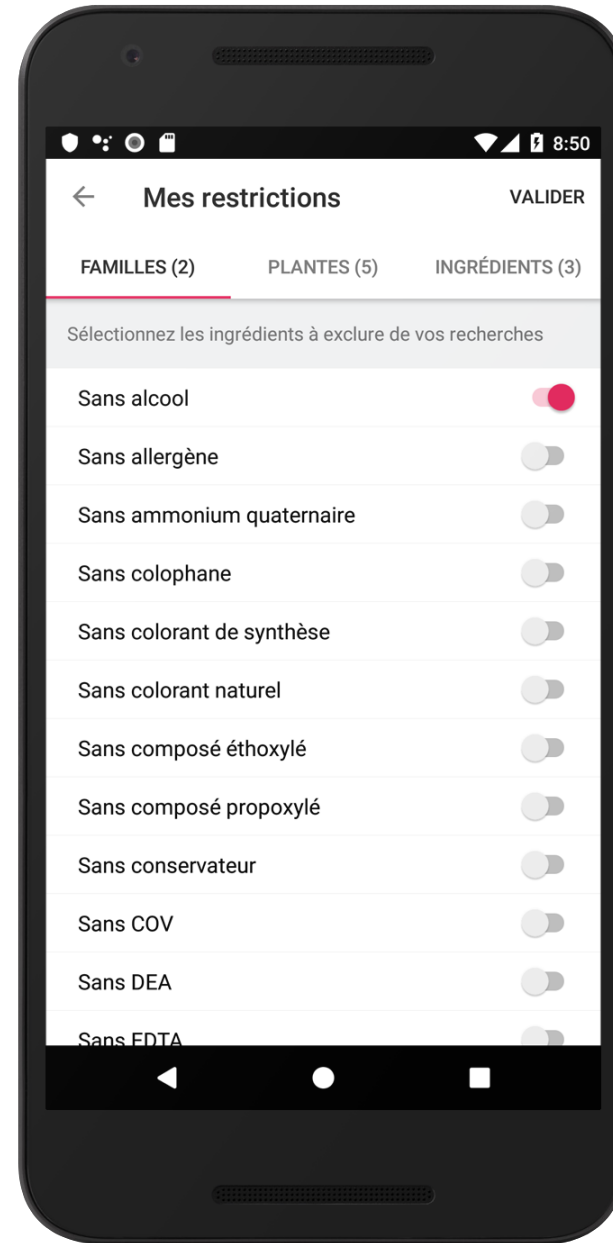 8:50
Mes restrictions
VALIDER
FAMILLES (2) PLANTES (5) INGRÉDIENTS (3)
Sélectionnez les ingrédients à exclure de vos recherches
Sans alcool
Sans allergène
Sans ammonium quaternaire
Sans colophane
Sans colorant de synthèse
Sans colorant naturel
Sans composé éthoxylé
Sans composé propoxylé
Sans conservateur
Sans COV
Sans DEA
Sans EDTA